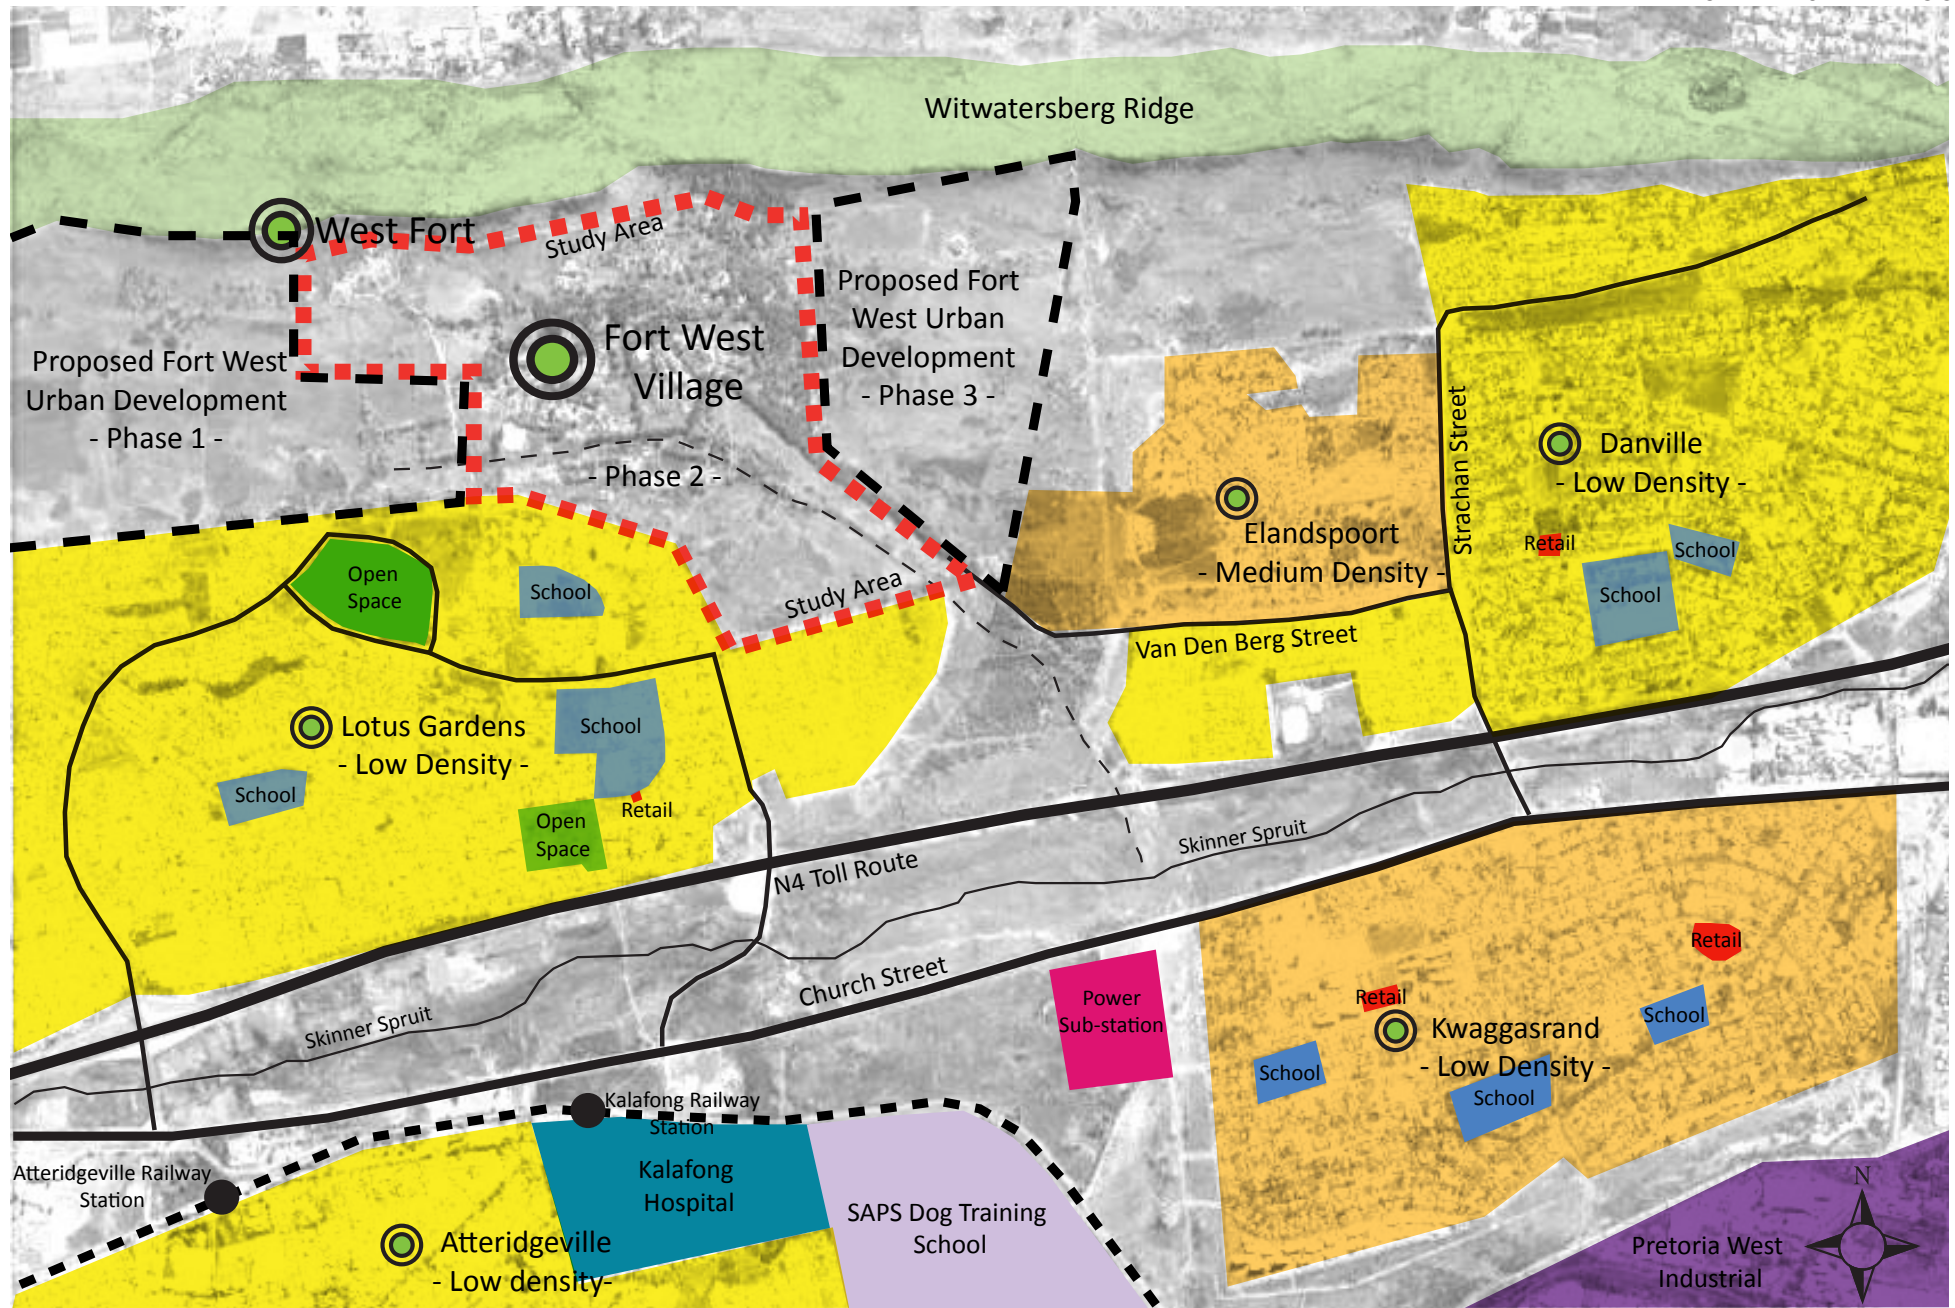 Witwatersberg Ridge
West Fort
Study Area
Fort West
Village
Proposed Fort
West Urban
Development
- Phase 3 -
Proposed Fort West
Urban Development
- Phase 1 -
- Phase 2 -
Strachan Street
Danville
- Low Density -
Retail
School
School
Elandspoort
- Medium Density -
Van Den Berg Street
Open
Space
School
Study Area
Lotus Gardens
- Low Density -
School
School
Retail
Open
Space
N4 Toll Route
Skinner Spruit
Skinner Spruit
Church Street
Power
Sub-station
Retail
Retail
Kwaggasrand
- Low Density -
School
School
School
Kalafong Railway
Station
Kalafong
Hospital
Atteridgeville Railway
Station
Atteridgeville
- Low density-
SAPS Dog Training
School
Pretoria West
Industrial
N